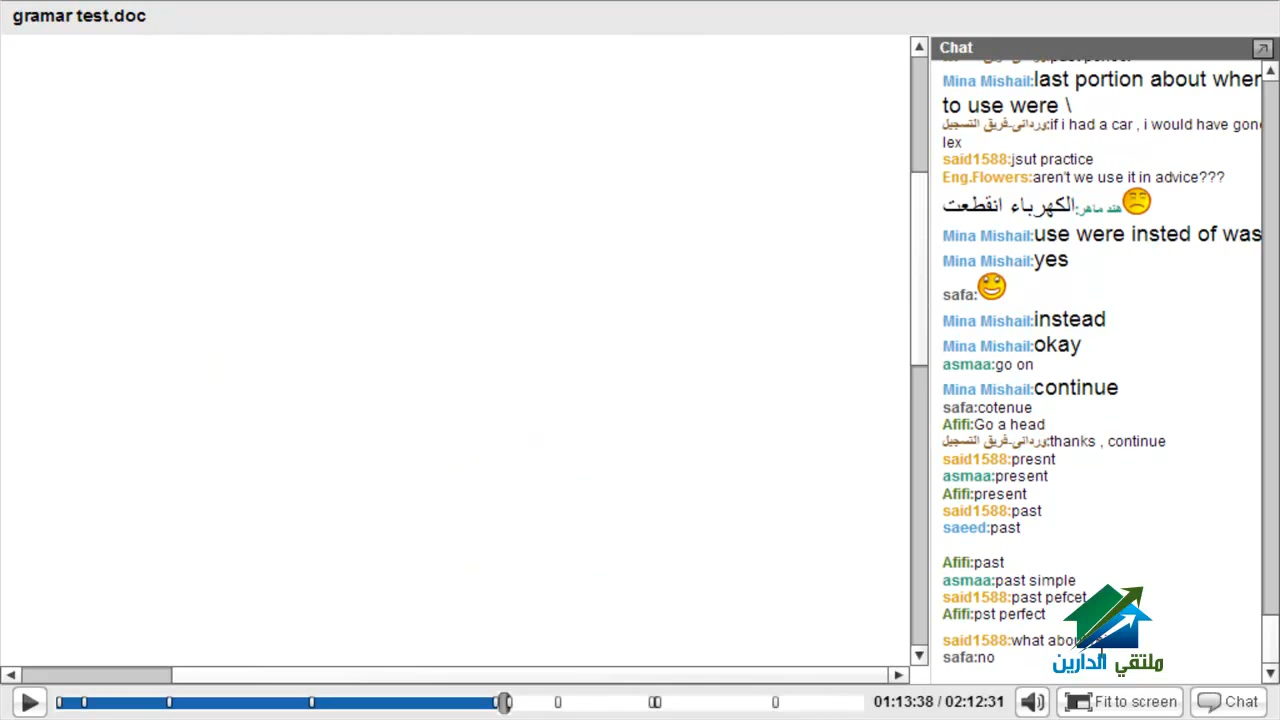 gramar test.doc
Chat
Mina Mishail:last portion about wher
to use were \
وردانى-فريق التسجيل:if i had a car , i would have gone
lex
said1588:jsut practice
Eng.Flowers:aren't we use it in advice???
هند ماهر:الكهرباء انقطعت
Mina Mishail:use were insted of was
Mina Mishail:yes
safa:
Mina Mishail:instead
Mina Mishail:okay
asmaa:go on
Mina Mishail:continue
safa:cotenue
Afifi:Go a head
وردانى-فريق التسجيل:thanks , continue
said1588:presnt
asmaa:present
Afifi:present
said1588:past
saeed:past
Afifi:past
asmaa:past simple
said1588:past pefcet
Afifi:pst perfect
said1588:what abou
safa:no
ملتقي الدارين
01:13:38 / 02:12:31
Fit to screen
Chat